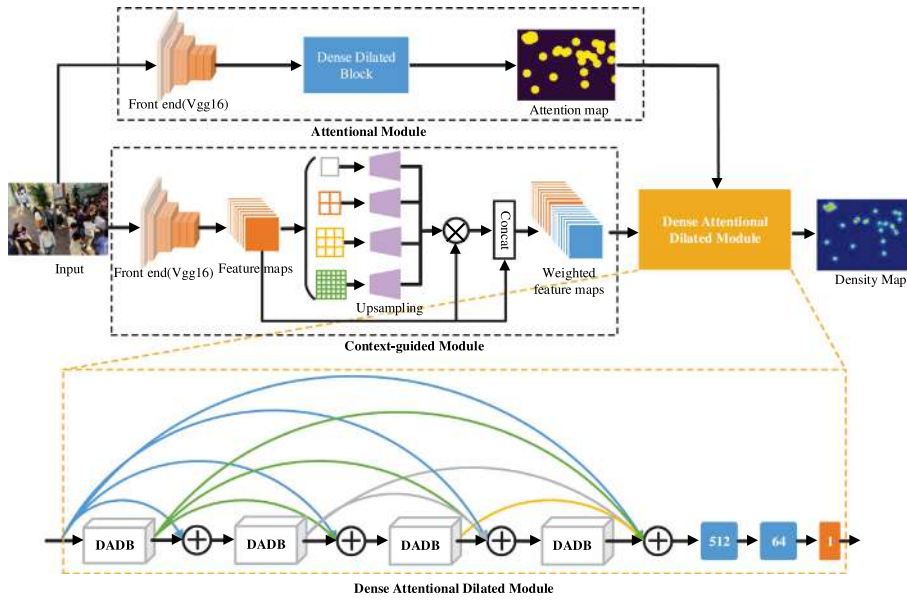 Front end(Vgg16)
Dense Dilated
Block
Attention map
Attentional Module
Input
Front end(Vgg16)
Feature maps
Upsampling
Concat
Weighted
feature maps
Dense Attentional
Dilated Module
Density Map
Context-guided Module
DADB
DADB
DADB
DADB
512
64
1
Dense Attentional Dilated Module